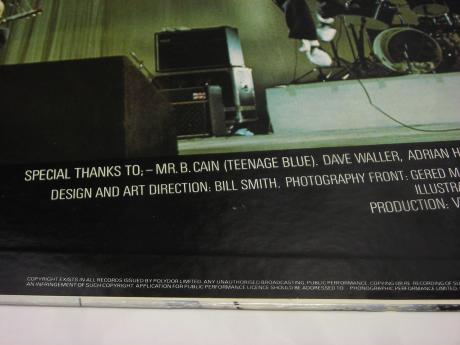 SPECIAL THANKS TO; – MR. B. CAIN (TEENAGE BLUE). DAVE WALLER, ADRIAN H
DESIGN AND ART DIRECTION: BILL SMITH. PHOTOGRAPHY FRONT: GERED M
ILLUSTRA
PRODUCTION: V
COPYRIGHT EXISTS IN ALL RECORDS ISSUED BY POLYDOR LIMITED. ANY UNAUTHORISED BROADCASTING, PUBLIC PERFORMANCE, COPYING OR RE RECORDING OF SU
AN INFRINGEMENT OF SUCH COPYRIGHT. APPLICATION FOR PUBLIC PERFORMANCE LICENCE SHOULD BE ADDRESSED TO PHONOGRAPHIC PERFORMANCE LIMITED,